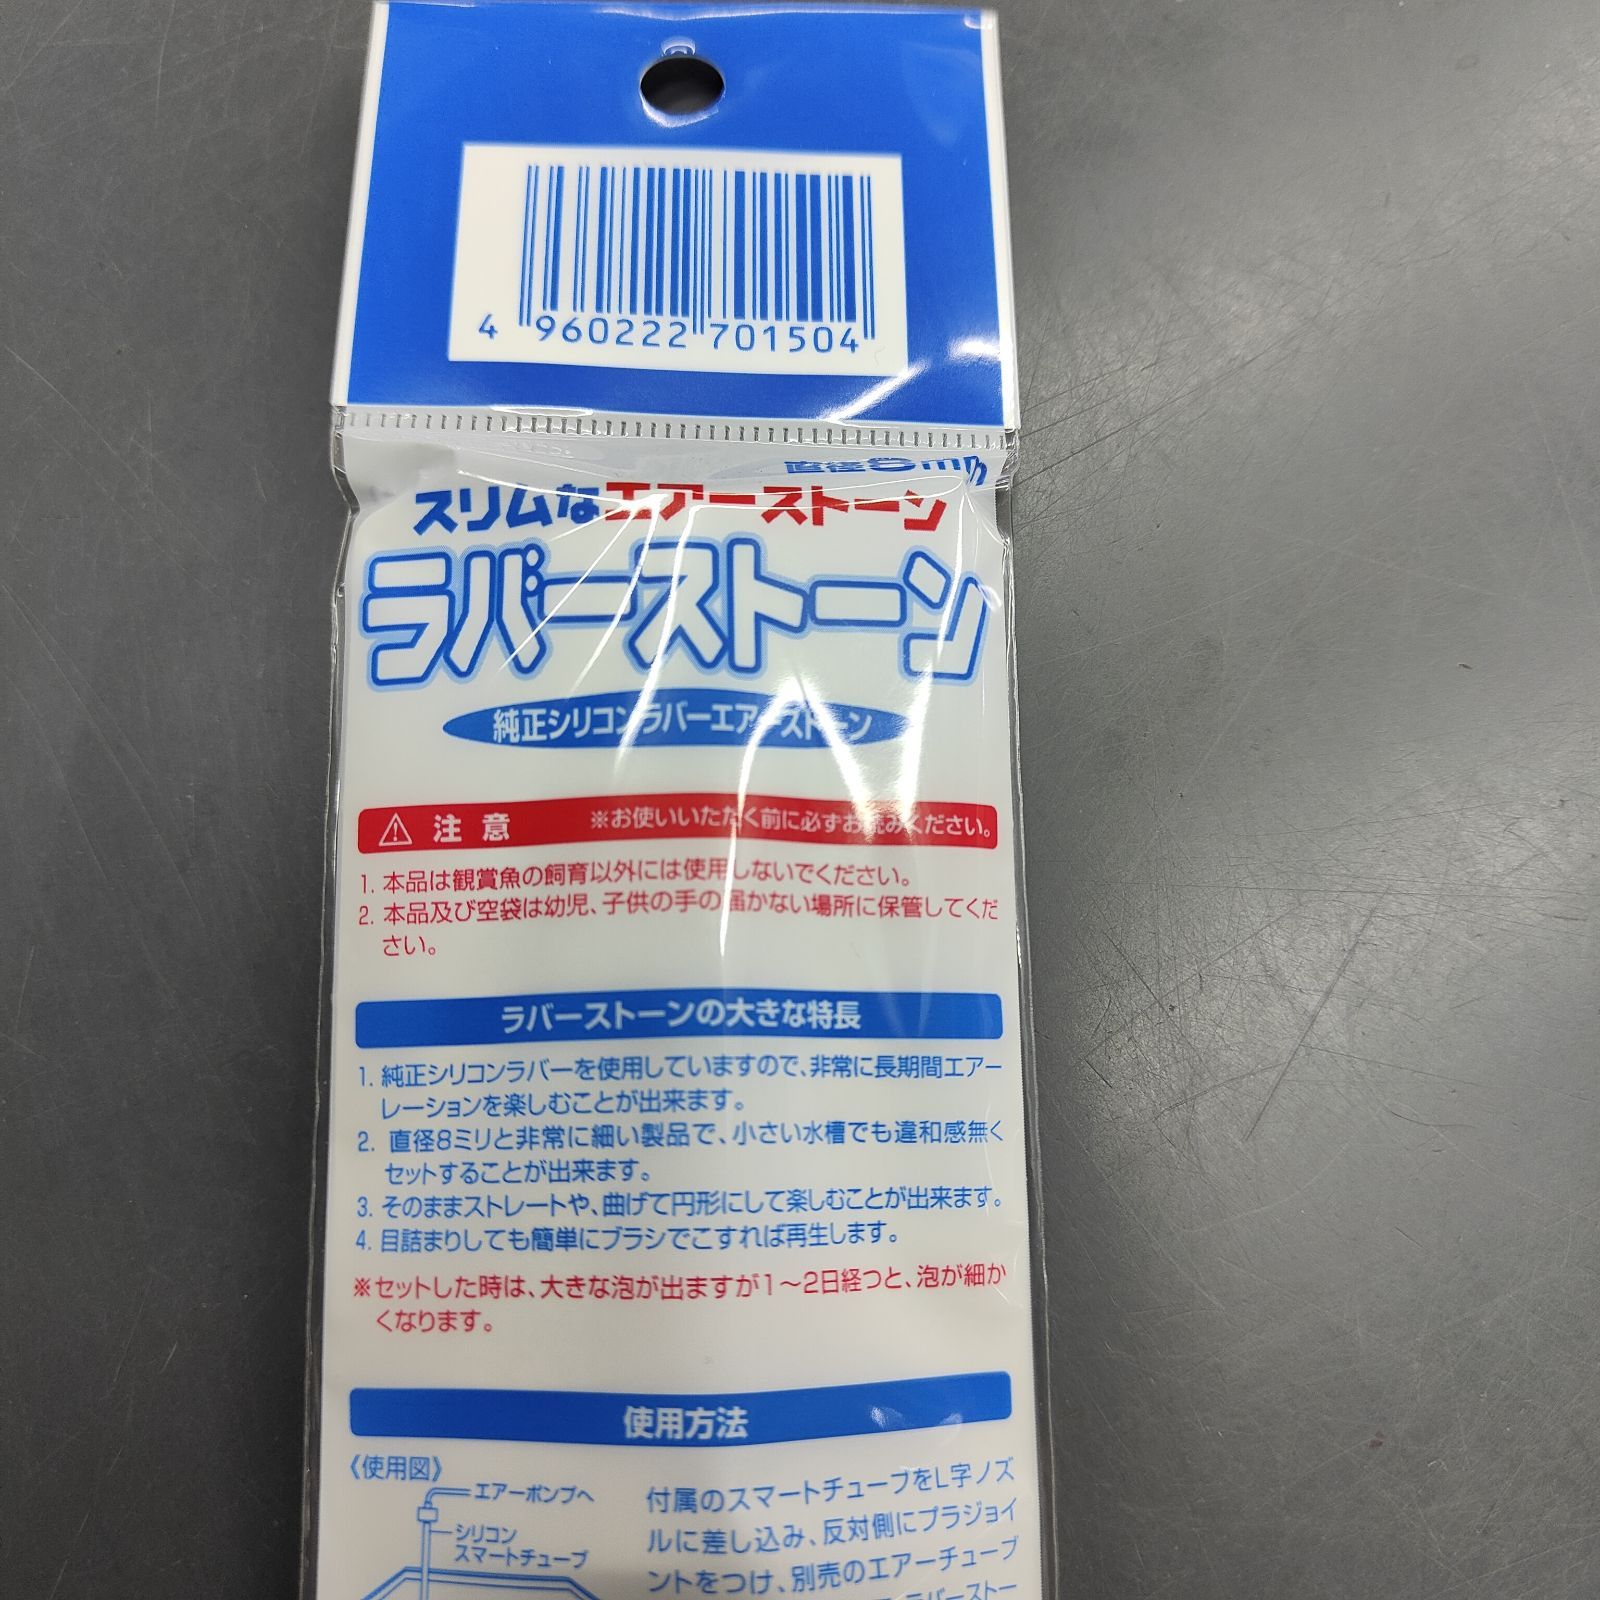 4 960222 701504
直径8mm
スリムなエアーストーン
ラバーストーン
純正シリコンラバーエアーストーン
注意 ※お使いいただく前に必ずお読みください。
1. 本品は観賞魚の飼育以外には使用しないでください。
2. 本品及び空袋は幼児、子供の手の届かない場所に保管してくだ
さい。
ラバーストーンの大きな特長
1. 純正シリコンラバーを使用していますので、非常に長期間エアー
レーションを楽しむことが出来ます。
2. 直径8ミリと非常に細い製品で、小さい水槽でも違和感無く
セットすることが出来ます。
3. そのままストレートや、曲げて円形にして楽しむことが出来ます。
4. 目詰まりしても簡単にブラシでこすれば再生します。
※セットした時は、大きな泡が出ますが1〜2日経つと、泡が細か
くなります。
使用方法
《使用図》
エアーポンプへ
シリコン
スマートチューブ
付属のスマートチューブをL字ノズ
ルに差し込み、反対側にプラジョイ
ントをつけ、別売のエアーチューブ
ラバーストー